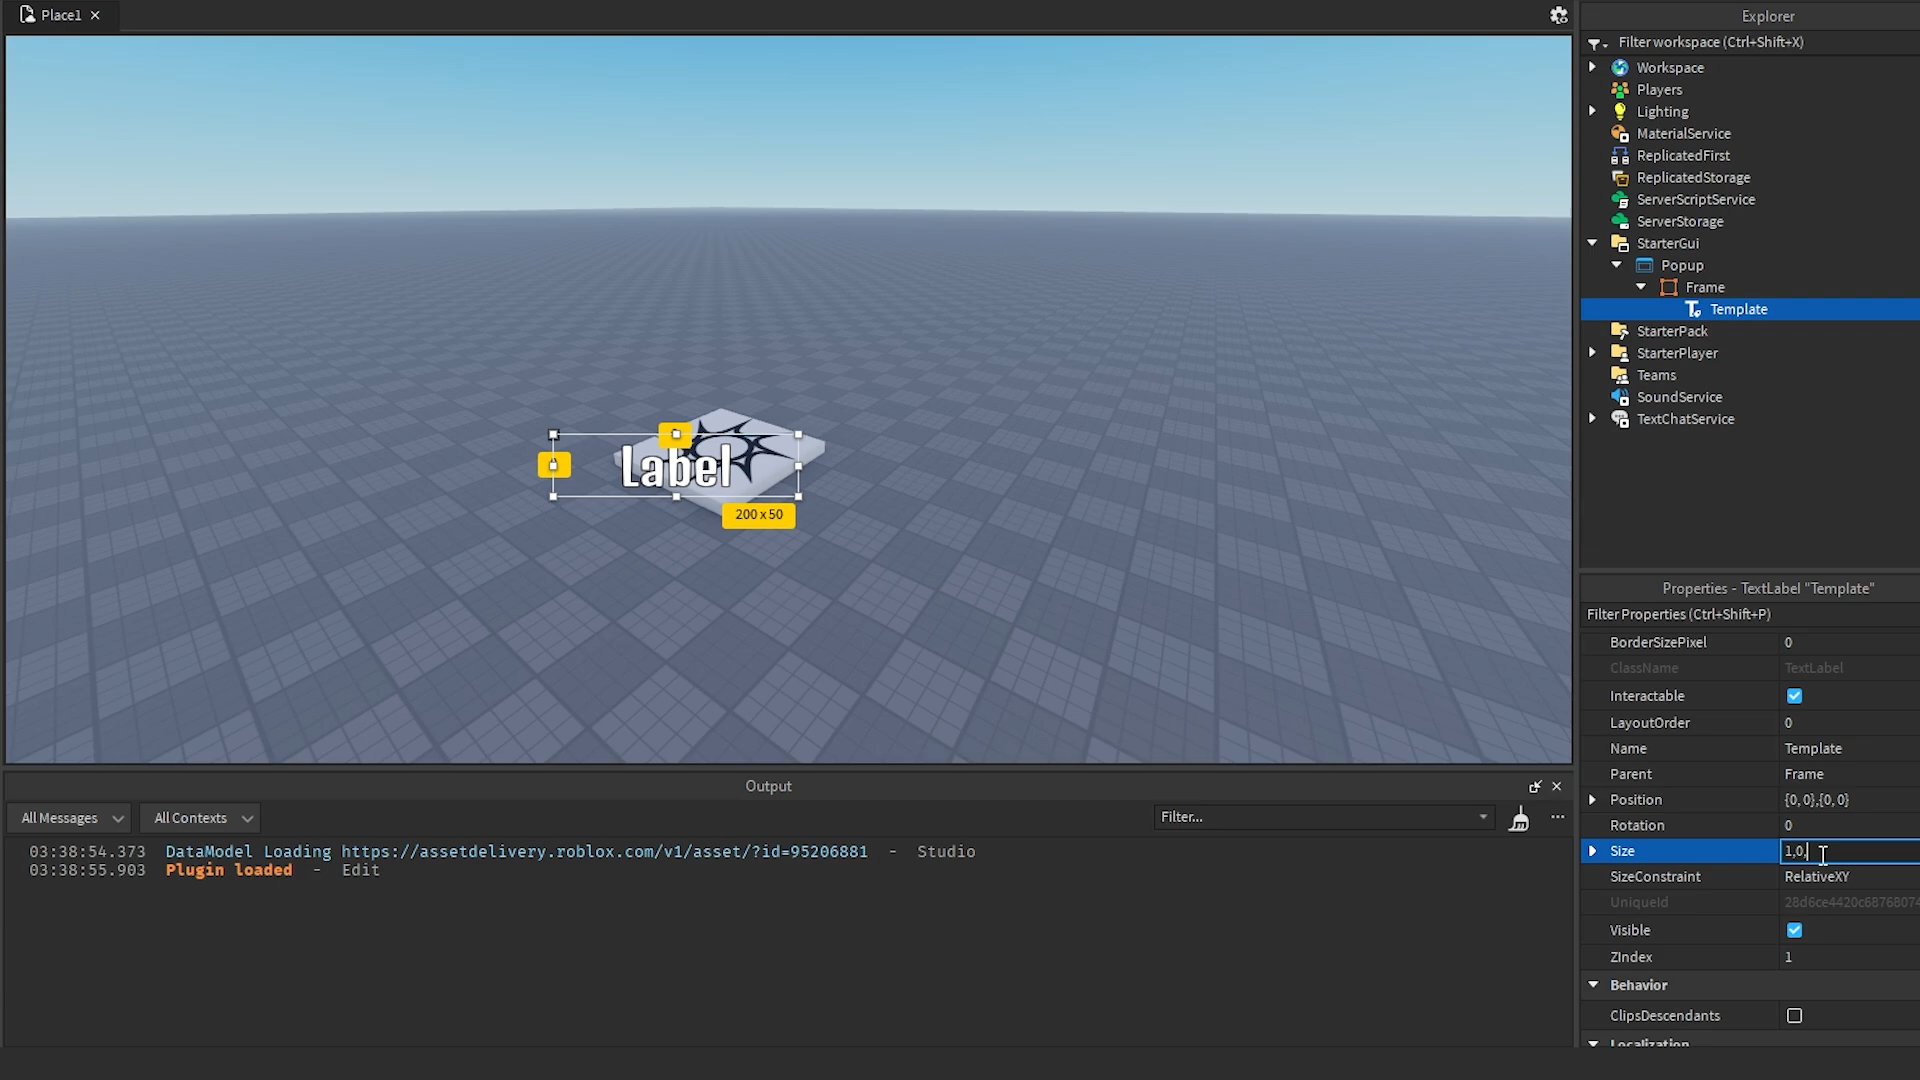 Place1
Explorer
Filter workspace (Ctrl+Shift+X)
Workspace
Players
Lighting
MaterialService
ReplicatedFirst
ReplicatedStorage
ServerScriptService
ServerStorage
StarterGui
Popup
Frame
Template
StarterPack
StarterPlayer
Teams
SoundService
TextChatService
Label
200 x 50
Properties - TextLabel "Template"
Filter Properties (Ctrl+Shift+P)
BorderSizePixel 0
ClassName TextLabel
Interactable
LayoutOrder 0
Name Template
Parent Frame
Position {0, 0},{0, 0}
Rotation 0
Size 1,0,
SizeConstraint RelativeXY
UniqueId 28d6ce4420c68768074
Visible
ZIndex 1
Behavior
ClipsDescendants
Localization
Output
All Messages All Contexts Filter...
03:38:54.373 DataModel Loading https://assetdelivery.roblox.com/v1/asset/?id=95206881 - Studio
03:38:55.903 Plugin loaded - Edit